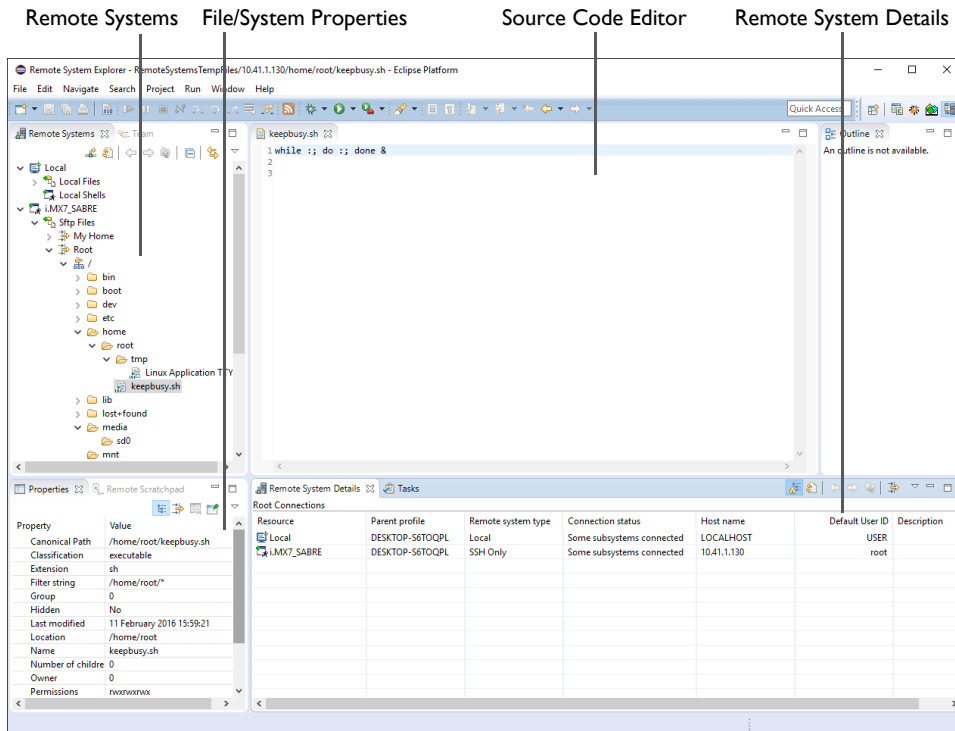 Remote Systems File/System Properties Source Code Editor Remote System Details
Remote System Explorer - RemoteSystemsTempFiles/10.41.1.130/home/root/keepbusy.sh - Eclipse Platform
File Edit Navigate Search Project Run Window Help
Quick Access
Remote Systems Team
Local
Local Files
Local Shells
i.MX7_SABRE
Sftp Files
My Home
Root
/
bin
boot
dev
etc
home
root
tmp
Linux Application TTY
keepbusy.sh
lib
lost+found
media
sd0
mnt
keepbusy.sh
1 while :; do :; done &
2
3
Outline
An outline is not available.
Properties Remote Scratchpad
Property Value
Canonical Path /home/root/keepbusy.sh
Classification executable
Extension sh
Filter string /home/root/*
Group 0
Hidden No
Last modified 11 February 2016 15:59:21
Location /home/root
Name keepbusy.sh
Number of childre 0
Owner 0
Permissions rwxrwxrwx
Remote System Details Tasks
Root Connections
Resource Parent profile Remote system type Connection status Host name Default User ID Description
Local DESKTOP-S6TOQPL Local Some subsystems connected LOCALHOST USER
i.MX7_SABRE DESKTOP-S6TOQPL SSH Only Some subsystems connected 10.41.1.130 root